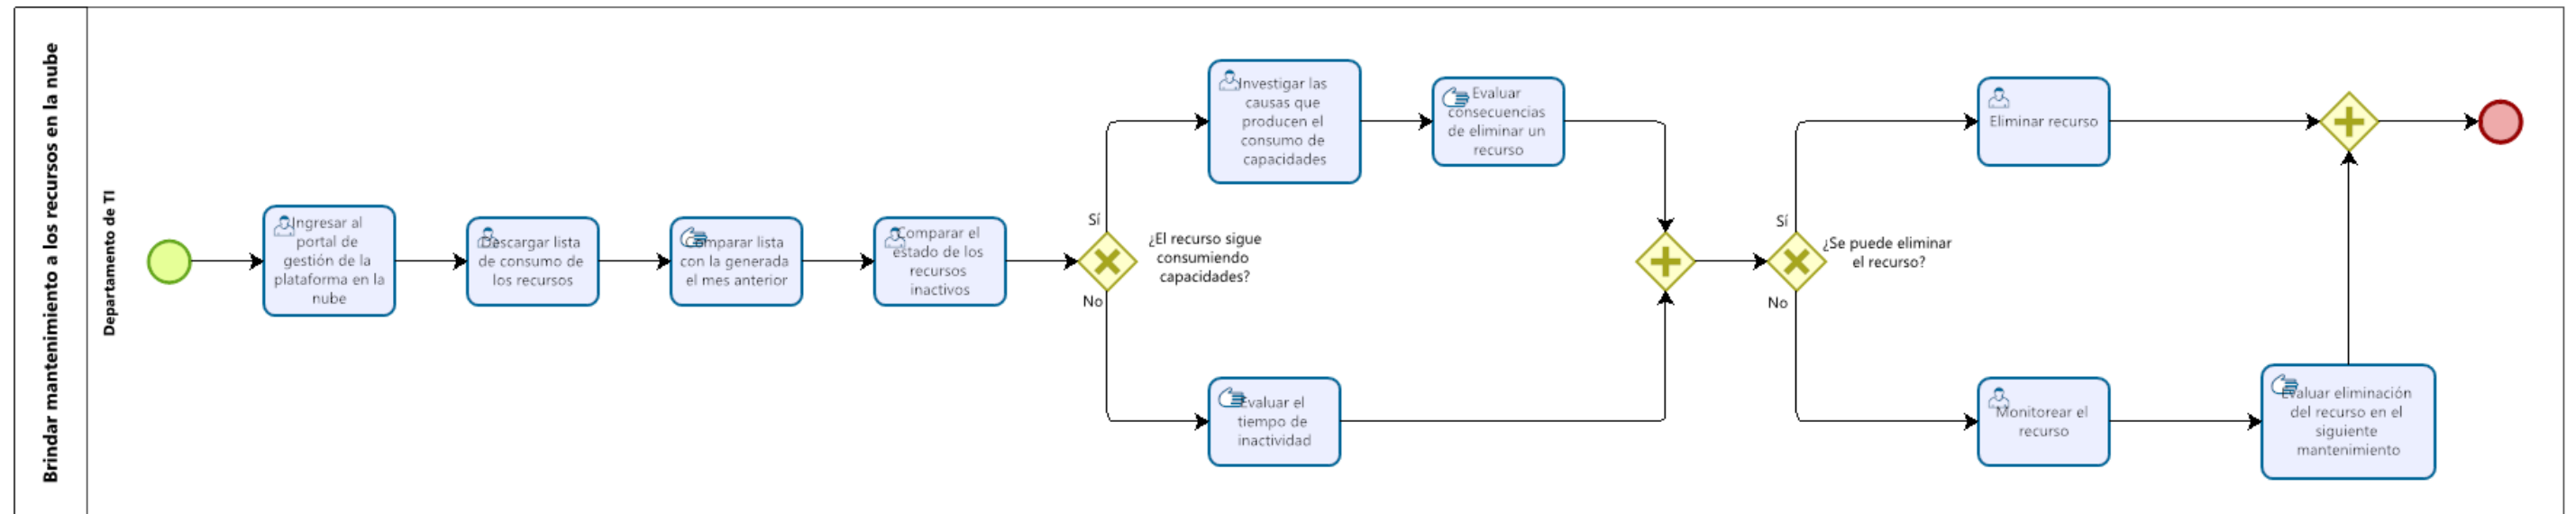 Brindar mantenimiento a los recursos en la nube
Departamento de TI
Ingresar al
portal de
gestión de la
plataforma en la
nube
Descargar lista
de consumo de
los recursos
Comparar lista
con la generada
el mes anterior
Comparar el
estado de los
recursos
inactivos
¿El recurso sigue
consumiendo
capacidades?
Sí
No
Investigar las
causas que
producen el
consumo de
capacidades
Evaluar
consecuencias
de eliminar un
recurso
Evaluar el
tiempo de
inactividad
¿Se puede eliminar
el recurso?
Sí
No
Eliminar recurso
Monitorear el
recurso
Evaluar eliminación
del recurso en el
siguiente
mantenimiento